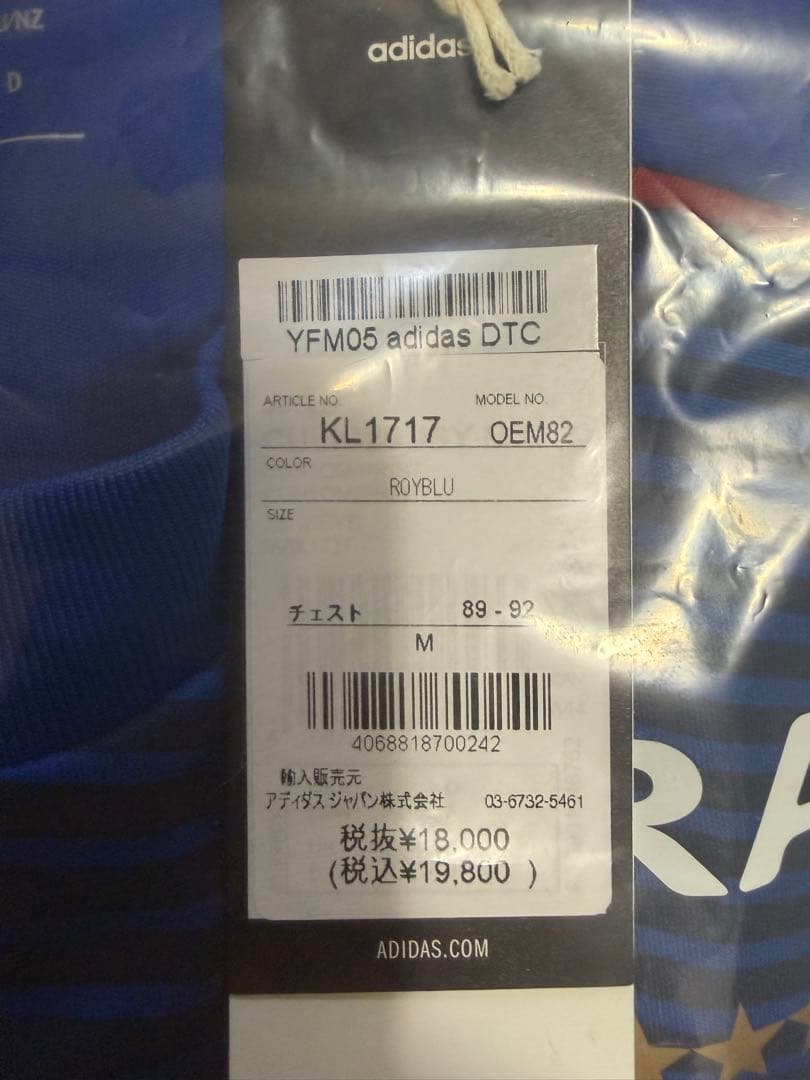 /NZ
D
adidas
YFM05 adidas DTC
ARTICLE NO. MODEL NO.
KL1717 OEM82
COLOR
ROYBLU
SIZE
チェスト 89 - 92
M
4068818700242
輸入販売元
アディダス ジャパン株式会社 03-6732-5461
税抜¥18,000
(税込¥19,800 )
ADIDAS.COM
RA